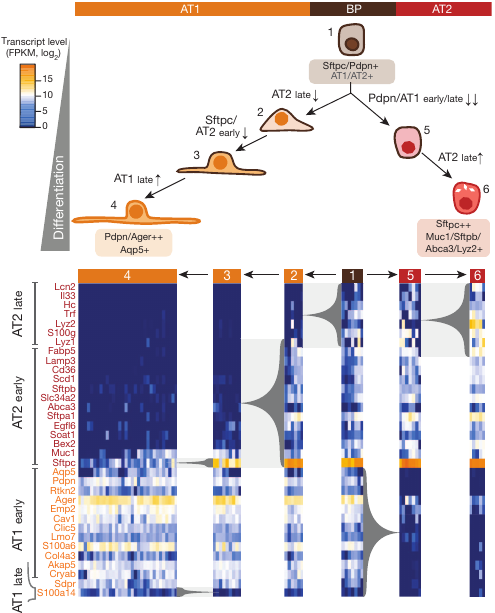 AT1 BP AT2
Transcript level
(FPKM, log₂)
15
10
5
0
Differentiation
1
Sftpc/Pdpn+
AT1/AT2+
AT2 late↓
Pdpn/AT1 early/late↓↓
2
Sftpc/
AT2 early↓
3
5
AT2 late↑
AT1 late↑
4
6
Pdpn/Ager++
Aqp5+
Sftpc++
Muc1/Sftpb/
Abca3/Lyz2+
4 3 2 1 5 6
AT2 late
Lcn2
Il33
Hc
Trf
Lyz2
S100g
Lyz1
AT2 early
Fabp5
Lamp3
Cd36
Scd1
Sftpb
Slc34a2
Abca3
Sftpa1
Egfl6
Soat1
Bex2
Muc1
Sftpc
AT1 early
Aqp5
Pdpn
Rtkn2
Ager
Emp2
Cav1
Clic5
Lmo7
S100a6
Col4a3
Akap5
Cryab
AT1 late
Sdpr
S100a14